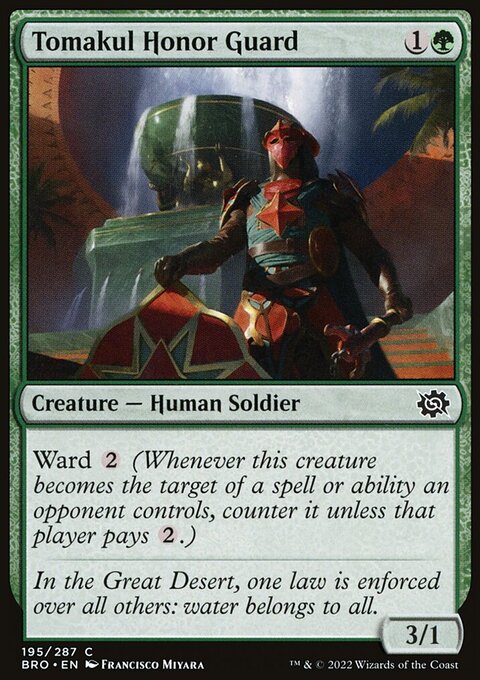 Tomakul Honor Guard 1
Creature — Human Soldier
Ward 2 (Whenever this creature
becomes the target of a spell or ability an
opponent controls, counter it unless that
player pays 2.)
In the Great Desert, one law is enforced
over all others: water belongs to all.
3/1
195/287 C
BRO • EN Francisco Miyara
™ & © 2022 Wizards of the Coast